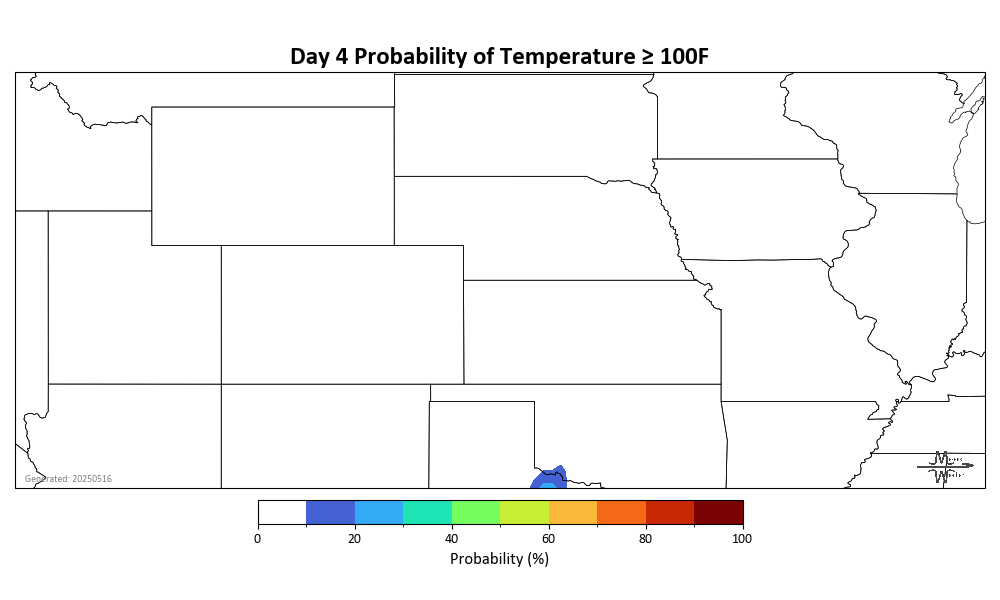 Day 4 Probability of Temperature ≥ 100F
Generated: 20250516
0 20 40 60 80 100
Probability (%)